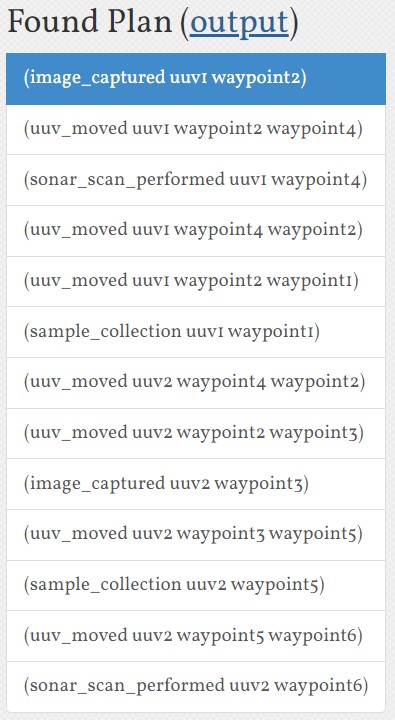 Found Plan (output)
(image_captured uuv1 waypoint2)
(uuv_moved uuv1 waypoint2 waypoint4)
(sonar_scan_performed uuv1 waypoint4)
(uuv_moved uuv1 waypoint4 waypoint2)
(uuv_moved uuv1 waypoint2 waypoint1)
(sample_collection uuv1 waypoint1)
(uuv_moved uuv2 waypoint4 waypoint2)
(uuv_moved uuv2 waypoint2 waypoint3)
(image_captured uuv2 waypoint3)
(uuv_moved uuv2 waypoint3 waypoint5)
(sample_collection uuv2 waypoint5)
(uuv_moved uuv2 waypoint5 waypoint6)
(sonar_scan_performed uuv2 waypoint6)